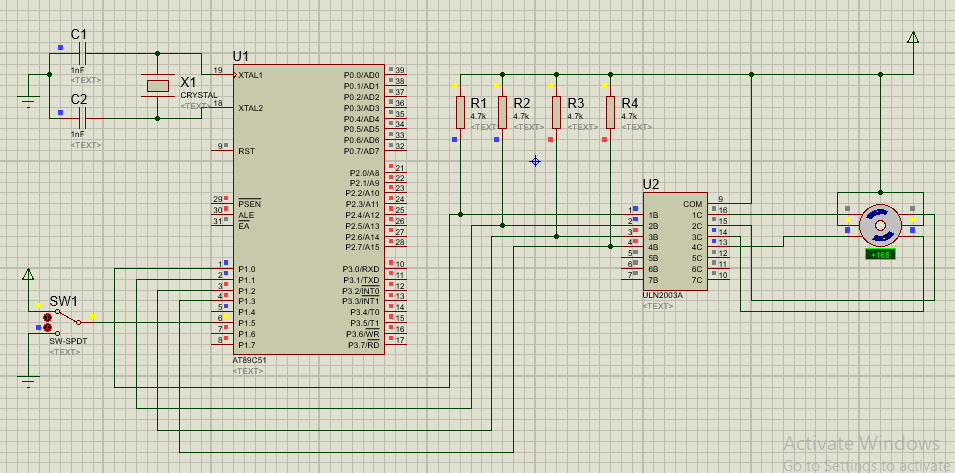 C1
1nF
<TEXT>
C2
1nF
<TEXT>
X1
CRYSTAL
<TEXT>
U1
19 XTAL1
18 XTAL2
9 RST
29 PSEN
30 ALE
31 EA
1 P1.0
2 P1.1
3 P1.2
4 P1.3
5 P1.4
6 P1.5
7 P1.6
8 P1.7
P0.0/AD0 39
P0.1/AD1 38
P0.2/AD2 37
P0.3/AD3 36
P0.4/AD4 35
P0.5/AD5 34
P0.6/AD6 33
P0.7/AD7 32
P2.0/A8 21
P2.1/A9 22
P2.2/A10 23
P2.3/A11 24
P2.4/A12 25
P2.5/A13 26
P2.6/A14 27
P2.7/A15 28
P3.0/RXD 10
P3.1/TXD 11
P3.2/INT0 12
P3.3/INT1 13
P3.4/T0 14
P3.5/T1 15
P3.6/WR 16
P3.7/RD 17
AT89C51
<TEXT>
SW1
SW-SPDT
<TEXT>
R1
4.7k
<TEXT>
R2
4.7k
<TEXT>
R3
4.7k
<TEXT>
R4
4.7k
<TEXT>
U2
COM 9
1 1B 1C 16
2 2B 2C 15
3 3B 3C 14
4 4B 4C 13
5 5B 5C 12
6 6B 6C 11
7 7B 7C 10
ULN2003A
<TEXT>
+165
Activate Windows
Go to Settings to activate